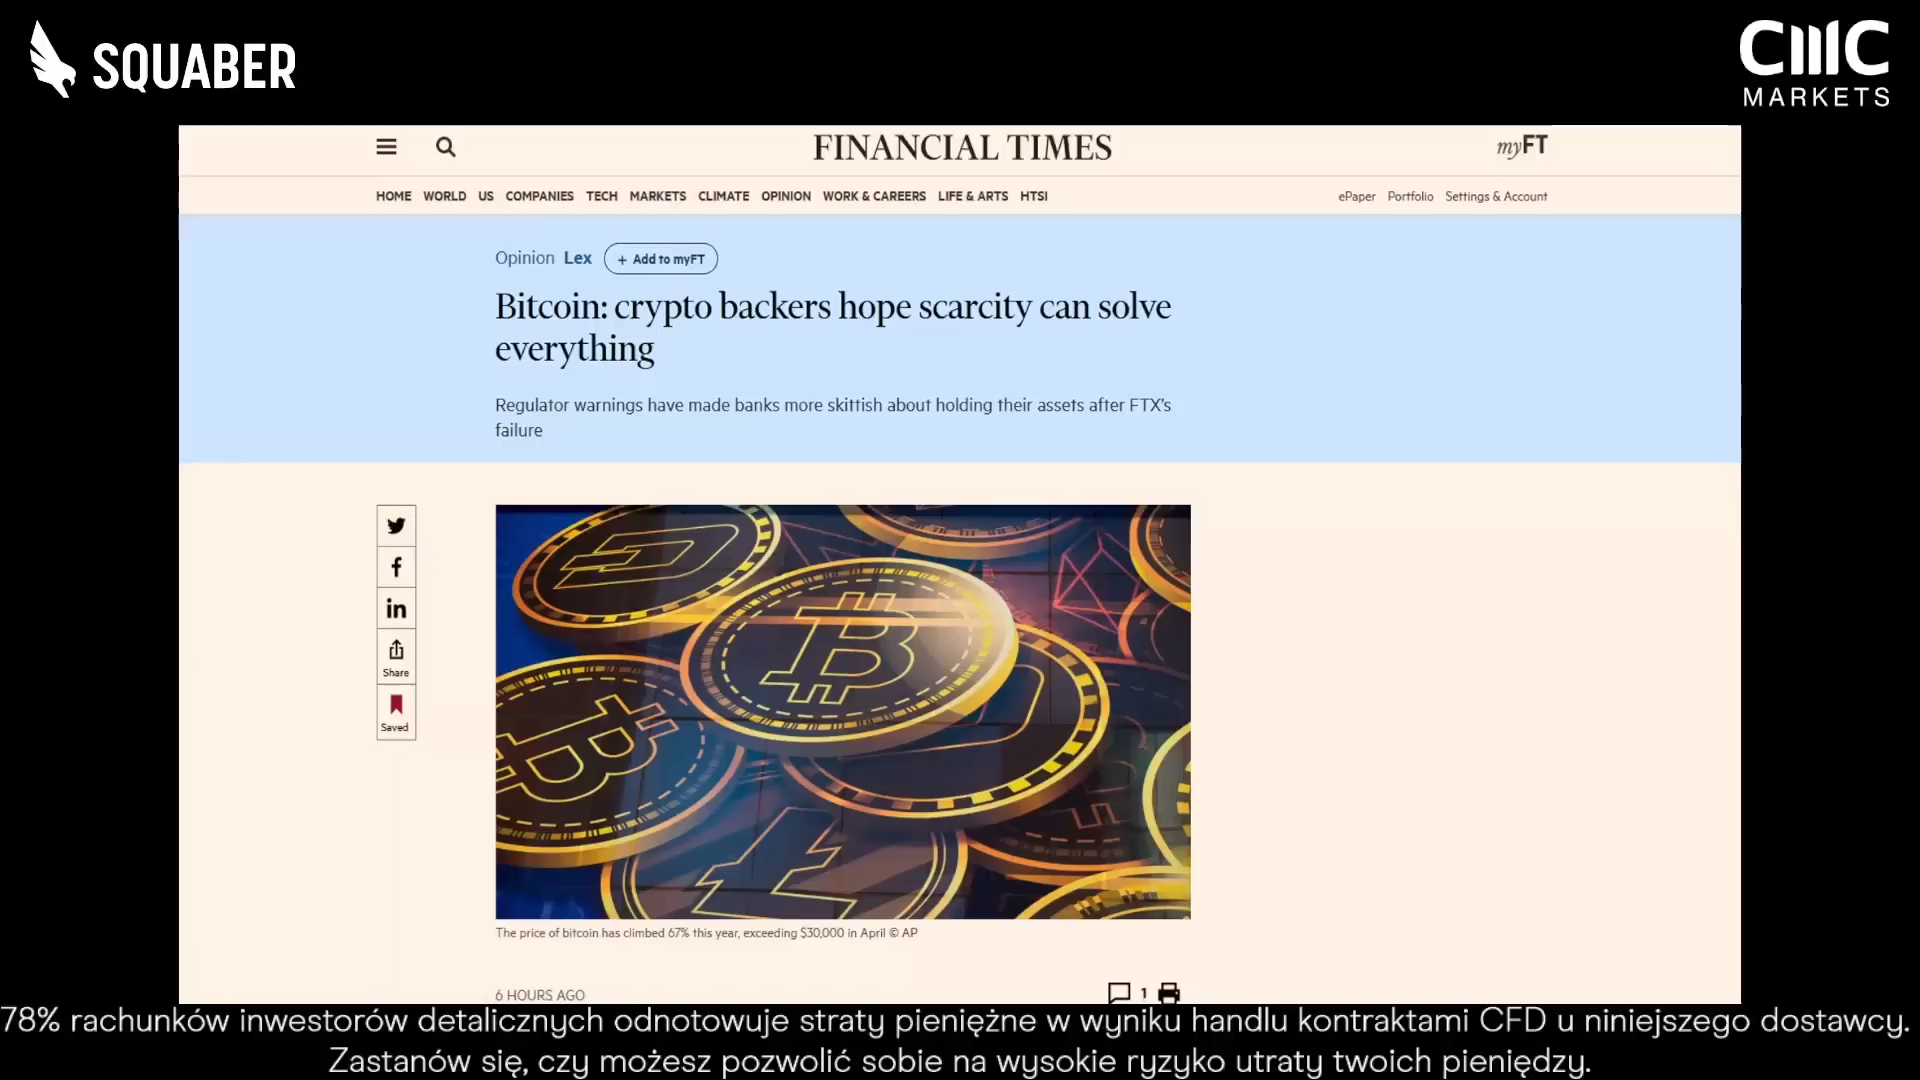 SQUABER
CMC
MARKETS
FINANCIAL TIMES
myFT
HOME WORLD US COMPANIES TECH MARKETS CLIMATE OPINION WORK & CAREERS LIFE & ARTS HTSI
ePaper Portfolio Settings & Account
Opinion Lex + Add to myFT
Bitcoin: crypto backers hope scarcity can solve
everything
Regulator warnings have made banks more skittish about holding their assets after FTX's
failure
Share
Saved
The price of bitcoin has climbed 67% this year, exceeding $30,000 in April © AP
6 HOURS AGO
1
78% rachunków inwestorów detalicznych odnotowuje straty pieniężne w wyniku handlu kontraktami CFD u niniejszego dostawcy.
Zastanów się, czy możesz pozwolić sobie na wysokie ryzyko utraty twoich pieniędzy.